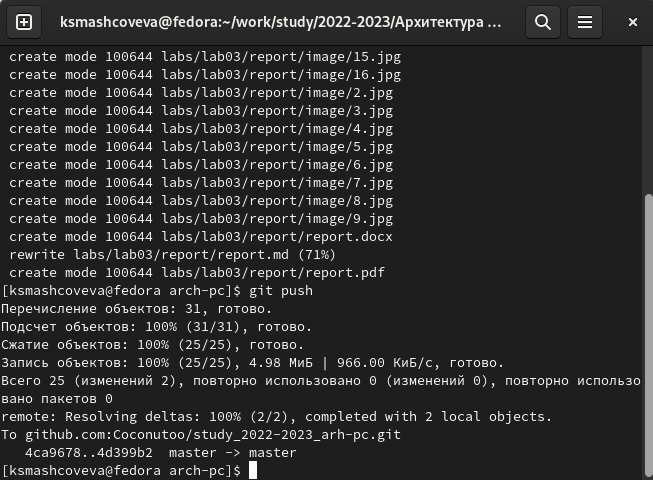 ksmashcoveva@fedora:~/work/study/2022-2023/Архитектура ...
create mode 100644 labs/lab03/report/image/15.jpg
create mode 100644 labs/lab03/report/image/16.jpg
create mode 100644 labs/lab03/report/image/2.jpg
create mode 100644 labs/lab03/report/image/3.jpg
create mode 100644 labs/lab03/report/image/4.jpg
create mode 100644 labs/lab03/report/image/5.jpg
create mode 100644 labs/lab03/report/image/6.jpg
create mode 100644 labs/lab03/report/image/7.jpg
create mode 100644 labs/lab03/report/image/8.jpg
create mode 100644 labs/lab03/report/image/9.jpg
create mode 100644 labs/lab03/report/report.docx
rewrite labs/lab03/report/report.md (71%)
create mode 100644 labs/lab03/report/report.pdf
[ksmashcoveva@fedora arch-pc]$ git push
Перечисление объектов: 31, готово.
Подсчет объектов: 100% (31/31), готово.
Сжатие объектов: 100% (25/25), готово.
Запись объектов: 100% (25/25), 4.98 МиБ | 966.00 КиБ/с, готово.
Всего 25 (изменений 2), повторно использовано 0 (изменений 0), повторно использо
вано пакетов 0
remote: Resolving deltas: 100% (2/2), completed with 2 local objects.
To github.com:Coconutoo/study_2022-2023_arh-pc.git
4ca9678..4d399b2  master -> master
[ksmashcoveva@fedora arch-pc]$